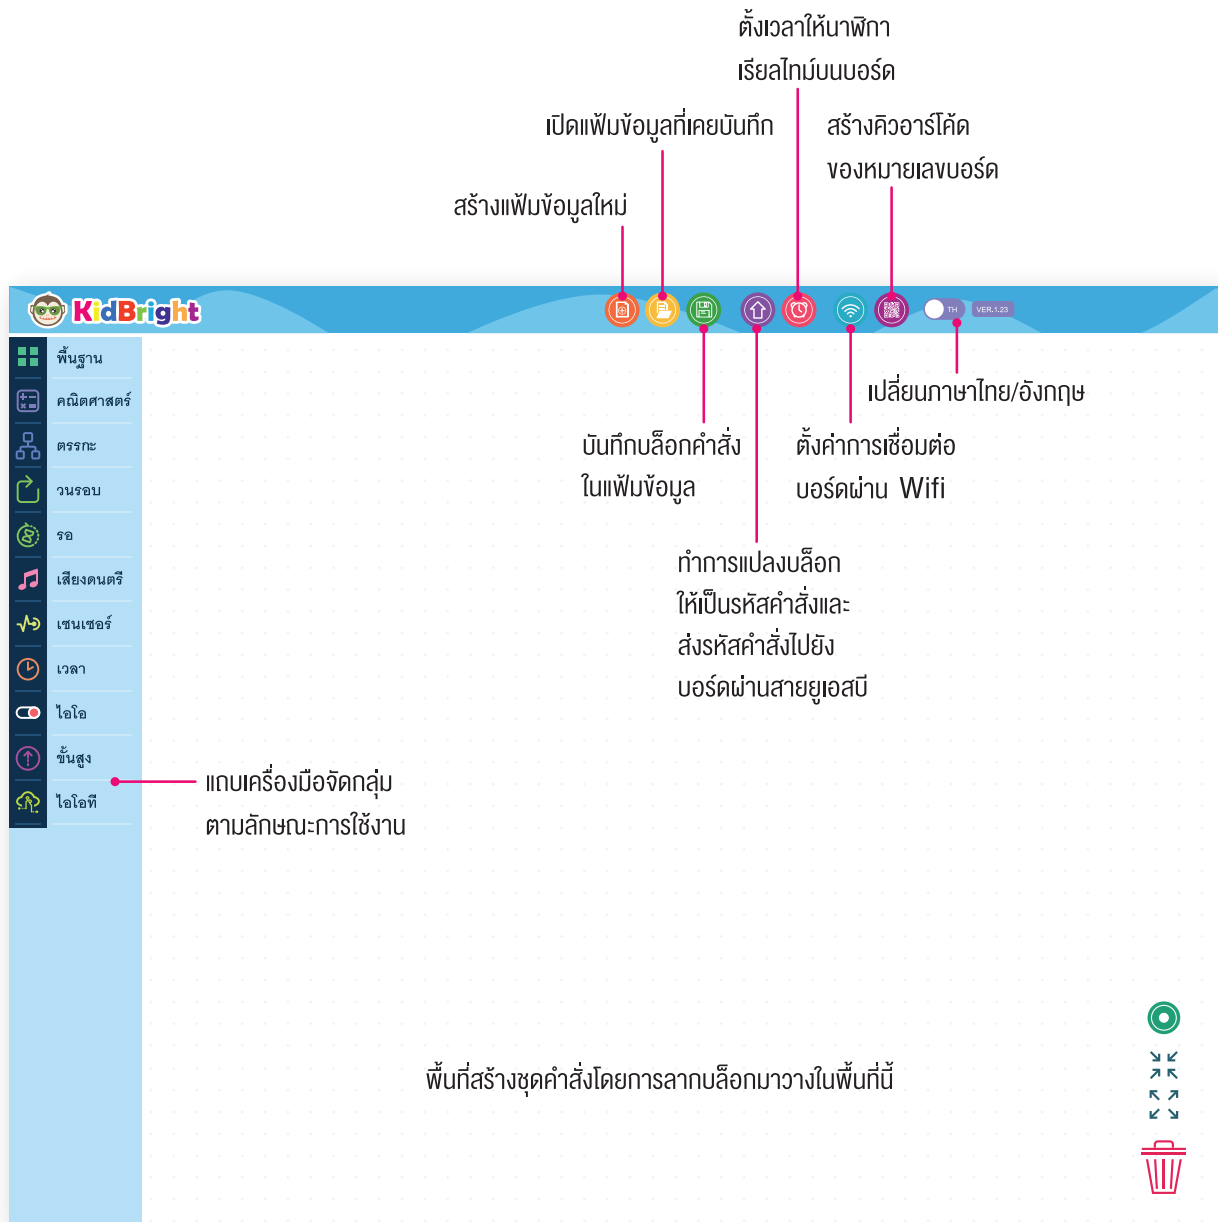 ตั้งเวลาให้นาฬิกา
เรียลไทม์บนบอร์ด
เปิดแฟ้มข้อมูลที่เคยบันทึก
สร้างคิวอาร์โค้ด
ของหมายเลขบอร์ด
สร้างแฟ้มข้อมูลใหม่
KidBright
TH
VER.1.23
พื้นฐาน
คณิตศาสตร์
ตรรกะ
วนรอบ
รอ
เสียงดนตรี
เซนเซอร์
เวลา
ไอโอ
ขั้นสูง
ไอโอที
เปลี่ยนภาษาไทย/อังกฤษ
บันทึกบล็อกคำสั่ง
ในแฟ้มข้อมูล
ตั้งค่าการเชื่อมต่อ
บอร์ดผ่าน Wifi
ทำการแปลงบล็อก
ให้เป็นรหัสคำสั่งและ
ส่งรหัสคำสั่งไปยัง
บอร์ดผ่านสายยูเอสบี
แถบเครื่องมือจัดกลุ่ม
ตามลักษณะการใช้งาน
พื้นที่สร้างชุดคำสั่งโดยการลากบล็อกมาวางในพื้นที่นี้